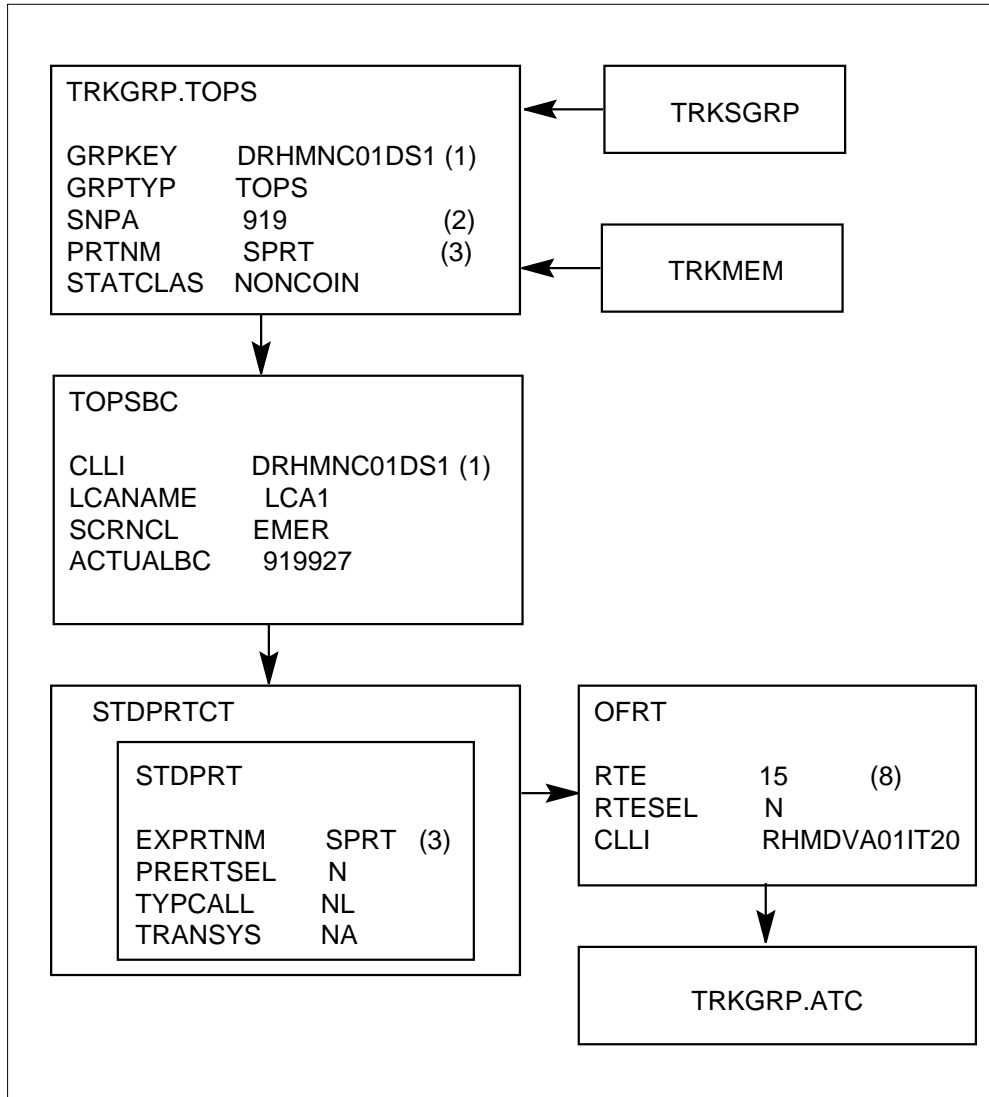 TRKGRP.TOPS
GRPKEY DRHMNC01DS1 (1)
GRPTYP TOPS
SNPA 919 (2)
PRTNM SPRT (3)
STATCLAS NONCOIN
TRKSGRP
TRKMEM
TOPSBC
CLLI DRHMNC01DS1 (1)
LCANAME LCA1
SCRNCL EMER
ACTUALBC 919927
STDPRTCT
STDPRT
EXPRTNM SPRT (3)
PRERTSEL N
TYPCALL NL
TRANSYS NA
OFRT
RTE 15 (8)
RTESEL N
CLLI RHMDVA01IT20
TRKGRP.ATC